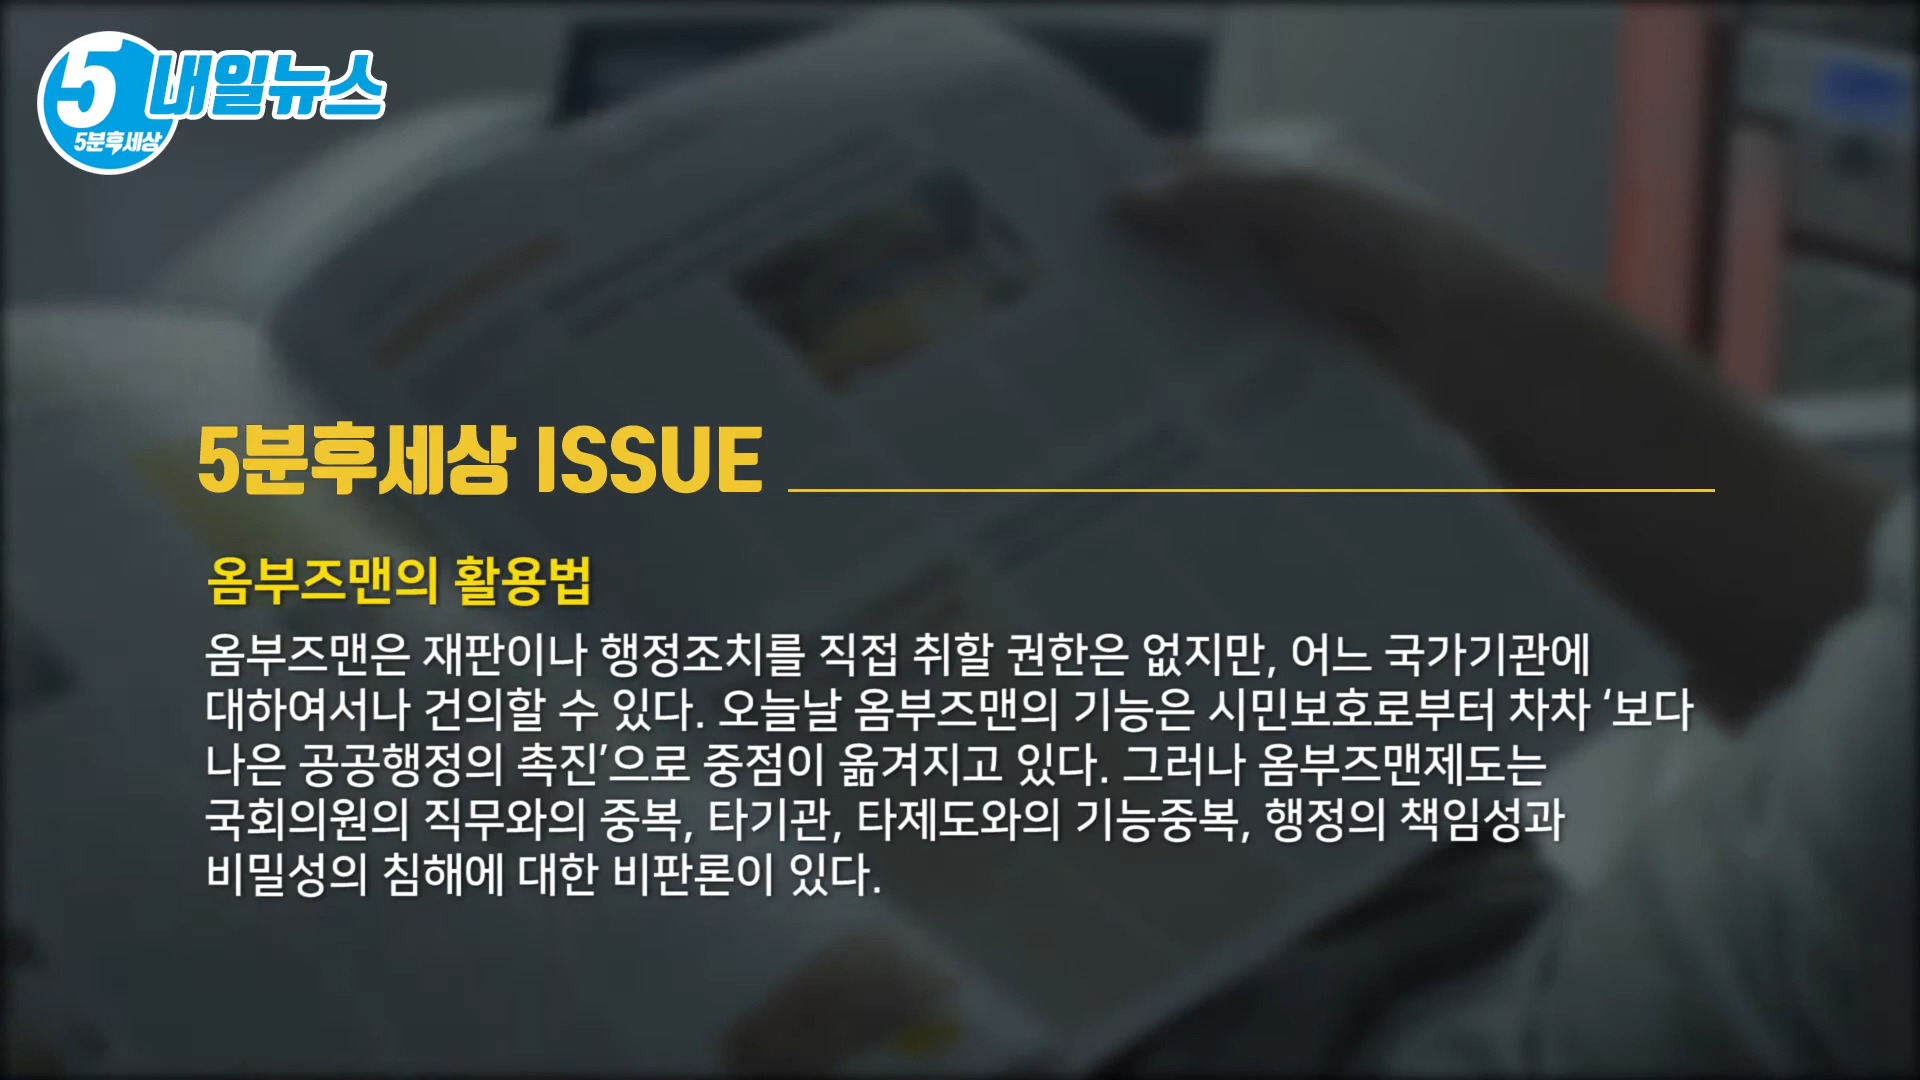 5 내일뉴스
5분후세상
5분후세상 ISSUE
옴부즈맨의 활용법
옴부즈맨은 재판이나 행정조치를 직접 취할 권한은 없지만, 어느 국가기관에
대하여서나 건의할 수 있다. 오늘날 옴부즈맨의 기능은 시민보호로부터 차차 ‘보다
나은 공공행정의 촉진’으로 중점이 옮겨지고 있다. 그러나 옴부즈맨제도는
국회의원의 직무와의 중복, 타기관, 타제도와의 기능중복, 행정의 책임성과
비밀성의 침해에 대한 비판론이 있다.